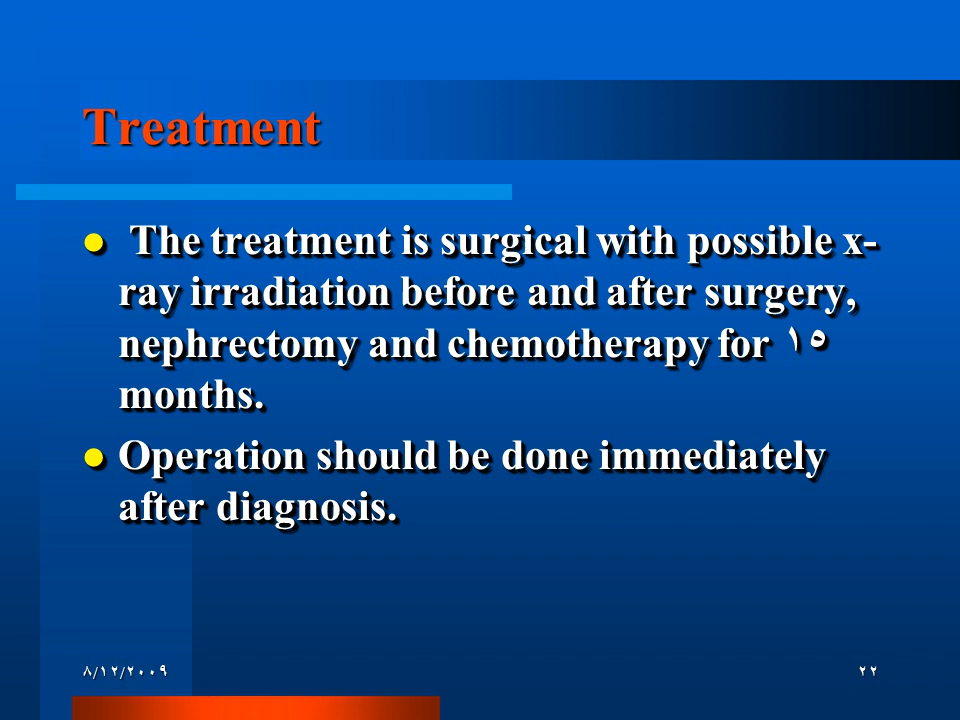 Treatment
● The treatment is surgical with possible x-
ray irradiation before and after surgery,
nephrectomy and chemotherapy for ١٥
months.
● Operation should be done immediately
after diagnosis.
٨/١٢/٢٠٠٩
٢٢